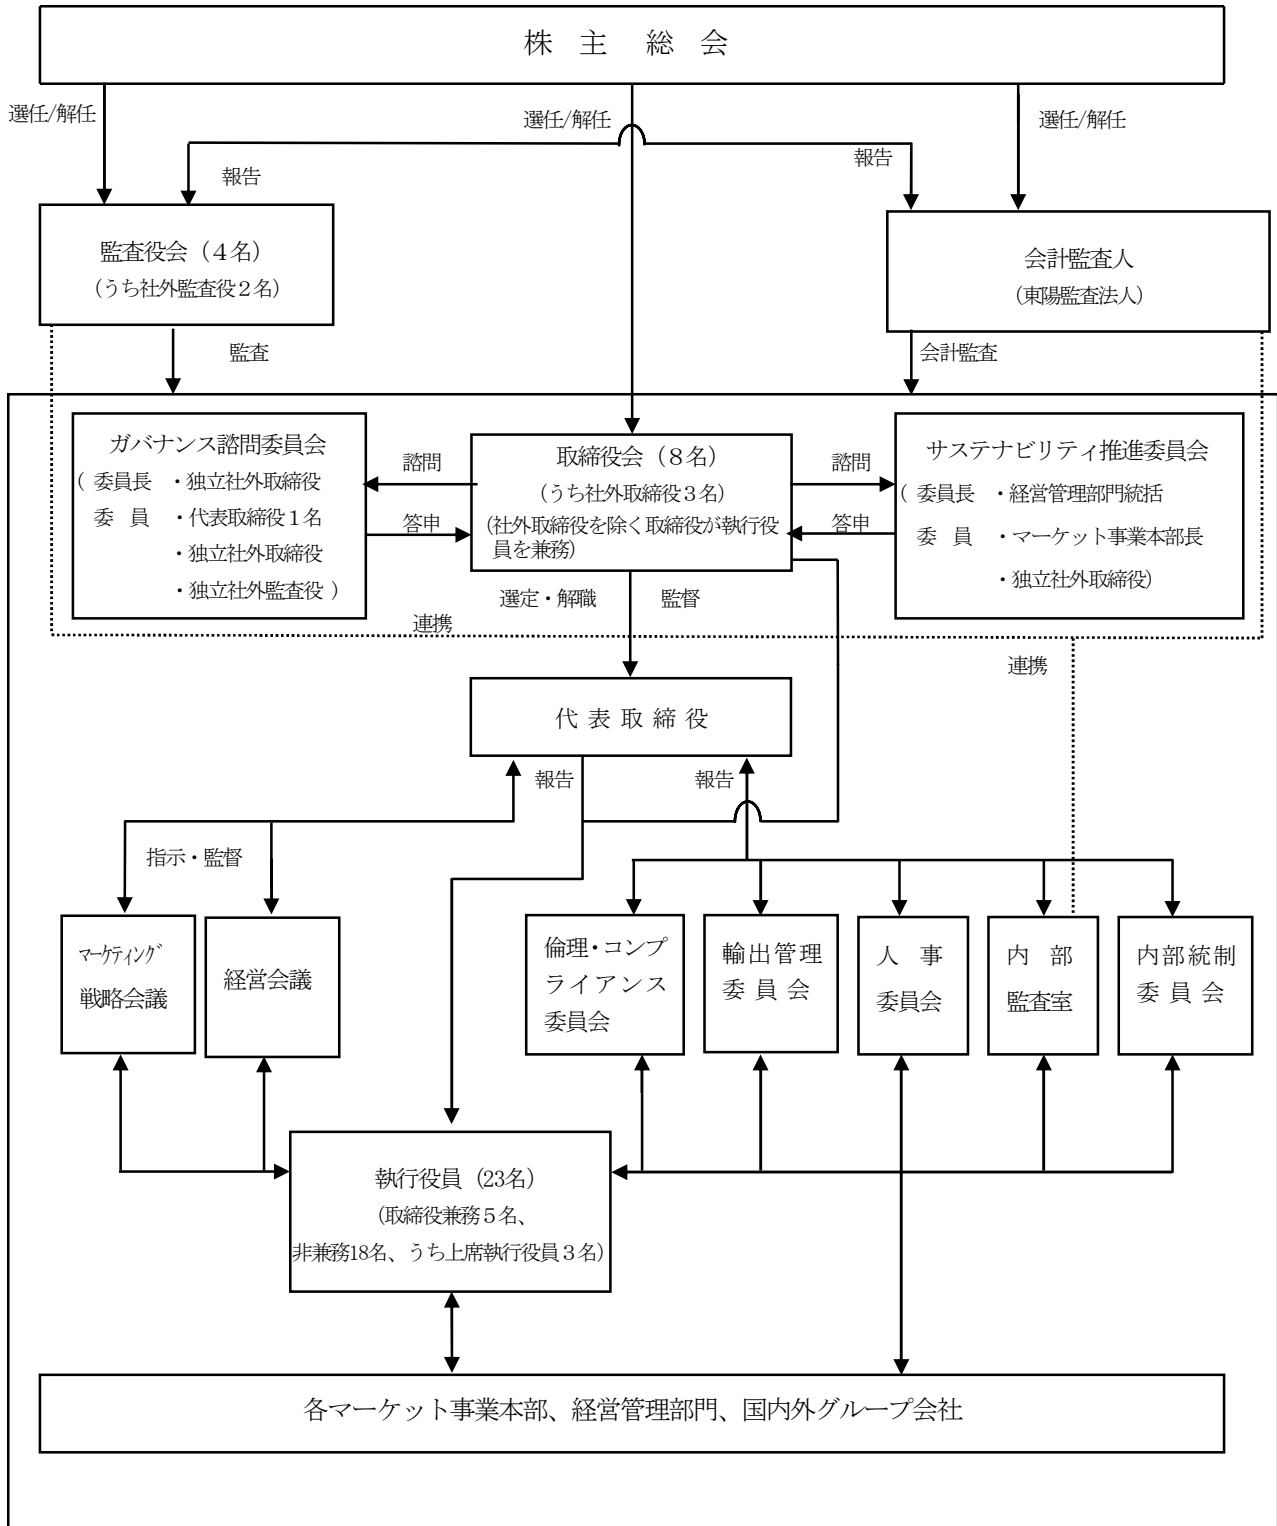 株 主 総 会
選任/解任
選任/解任
選任/解任
報告
報告
監査役会（４名）
（うち社外監査役２名）
会計監査人
（東陽監査法人）
監査
会計監査
ガバナンス諮問委員会
（ 委員長 ・独立社外取締役
委 員 ・代表取締役１名
・独立社外取締役
・独立社外監査役 ）
諮問
答申
取締役会（８名）
（うち社外取締役３名）
（社外取締役を除く取締役が執行役
員を兼務）
諮問
答申
サステナビリティ推進委員会
（ 委員長 ・経営管理部門統括
委 員 ・マーケット事業本部長
・独立社外取締役）
選定・解職
監督
連携
連携
代 表 取 締 役
報告
報告
指示・監督
マーケティング
戦略会議
経営会議
倫理・コンプ
ライアンス
委員会
輸出管理
委 員 会
人 事
委員会
内 部
監査室
内部統制
委 員 会
執行役員（23名）
（取締役兼務５名、
非兼務18名、うち上席執行役員３名）
各マーケット事業本部、経営管理部門、国内外グループ会社